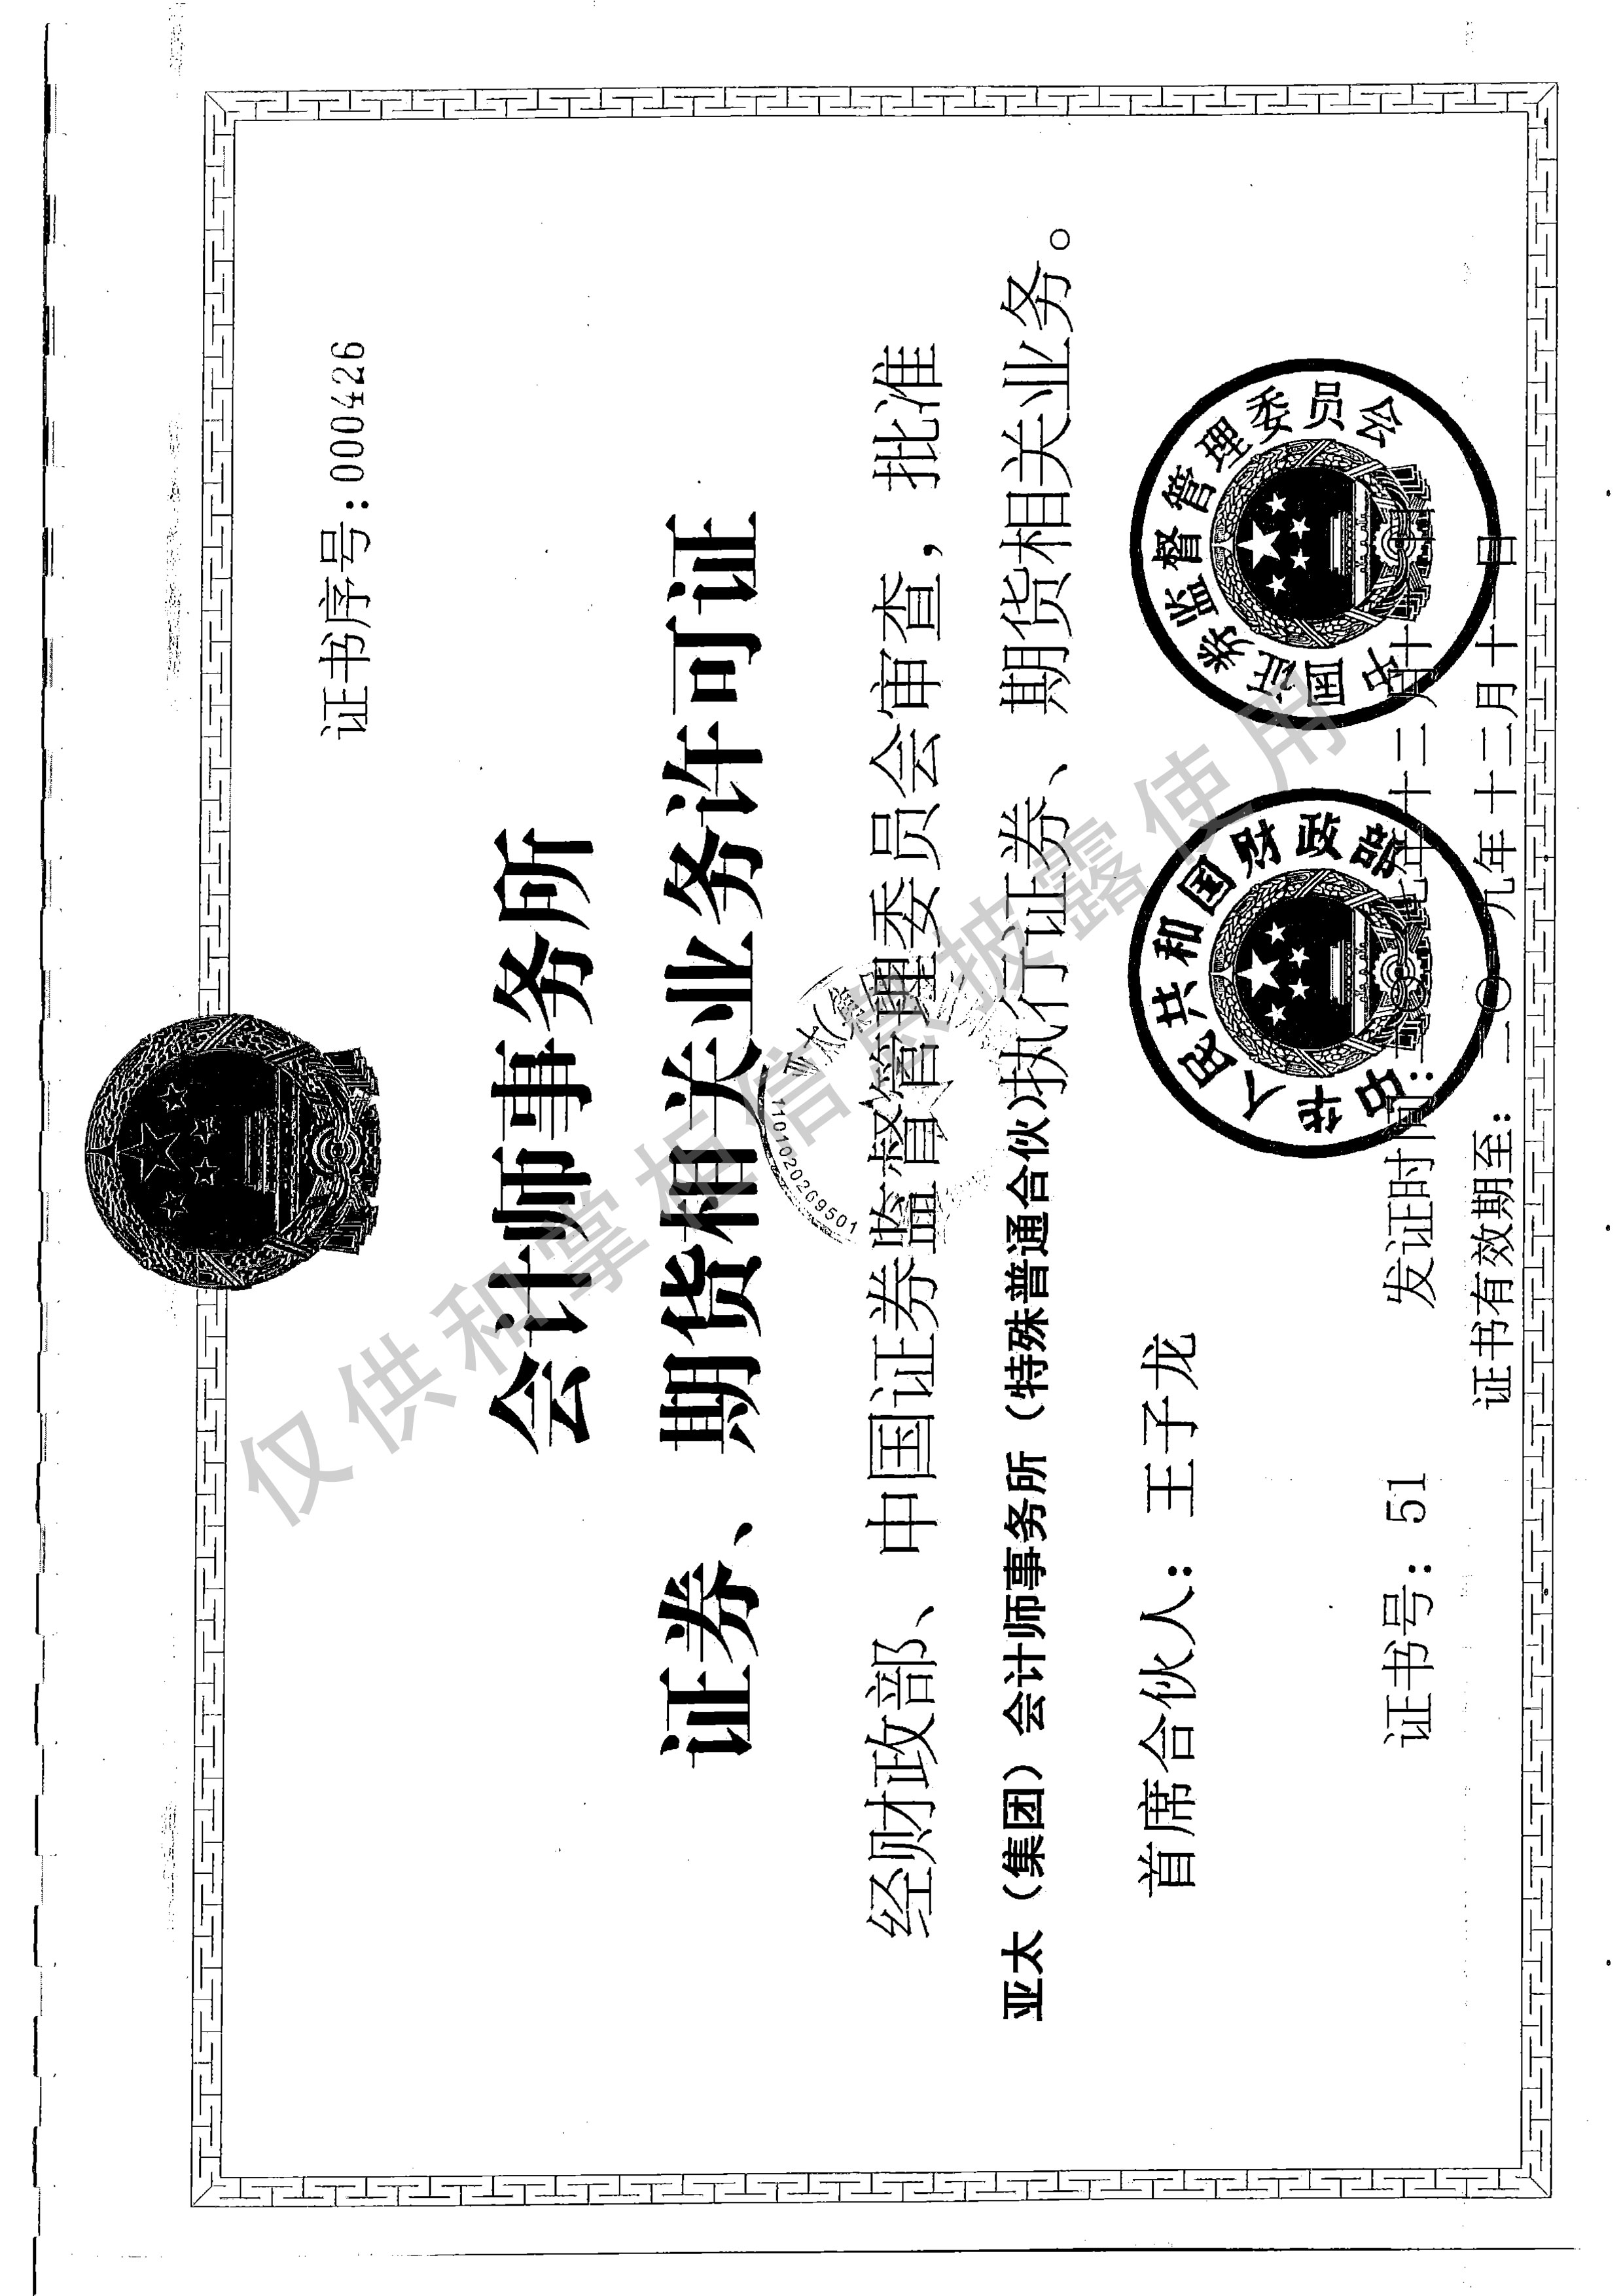 证书序号:000426
会计师事务所
证券、期货相关业务许可证
经财政部、中国证券监督管理委员会审查，批准
亚太（集团）会计师事务所（特殊普通合伙）执行证券、期货相关业务。
首席合伙人：王子龙
证书号：51
发证时间：
年十二月十
证书有效期至：二〇 九年十二月十一日
中华人民共和国财政部
中国证券监督管理委员会
亚太(集
1101020269501
仅供和掌柜信息披露使用